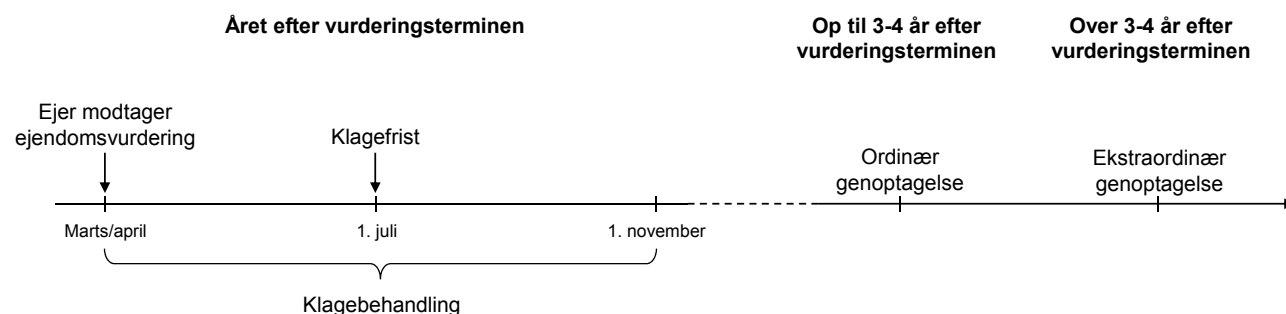 Året efter vurderingsterminen
Op til 3-4 år efter
vurderingsterminen
Over 3-4 år efter
vurderingsterminen
Ejer modtager
ejendomsvurdering
Klagefrist
Ordinær
genoptagelse
Ekstraordinær
genoptagelse
Marts/april
1. juli
1. november
Klagebehandling